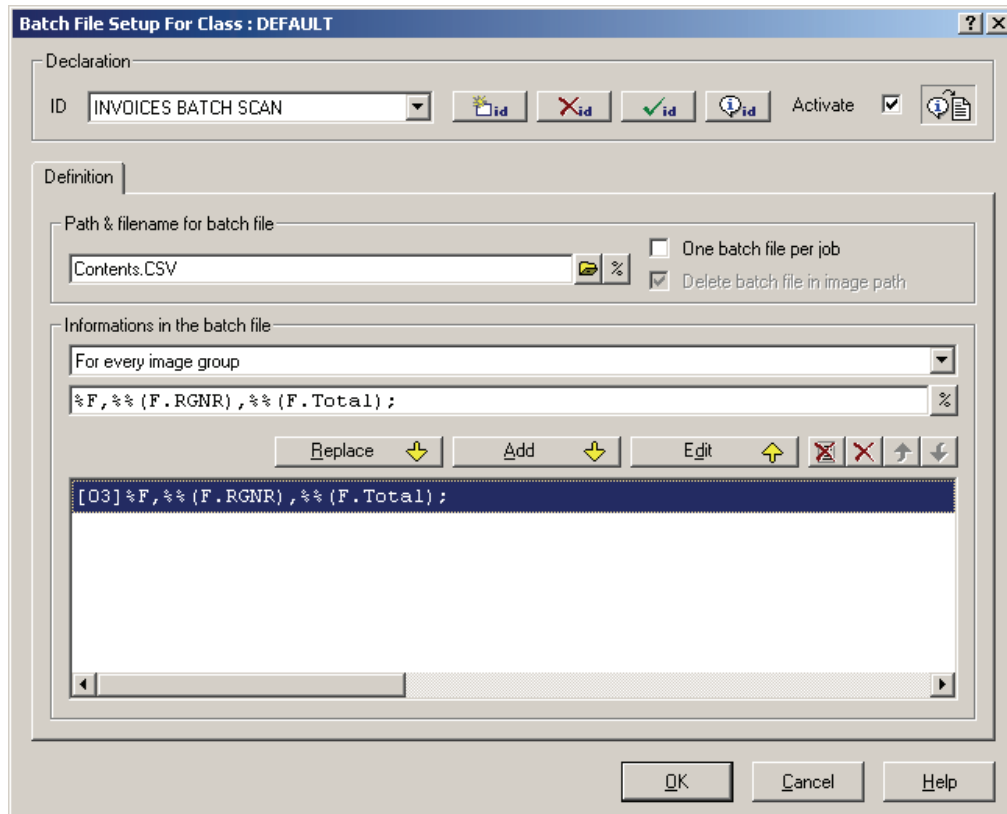 Batch File Setup For Class : DEFAULT
Declaration
ID INVOICES BATCH SCAN id id id id Activate
Definition
Path & filename for batch file
Contents.CSV %
One batch file per job
Delete batch file in image path
Informations in the batch file
For every image group
%F,%%(F.RGNR),%%(F.Total); %
Replace Add Edit
[O3]%F,%%(F.RGNR),%%(F.Total);
OK Cancel Help